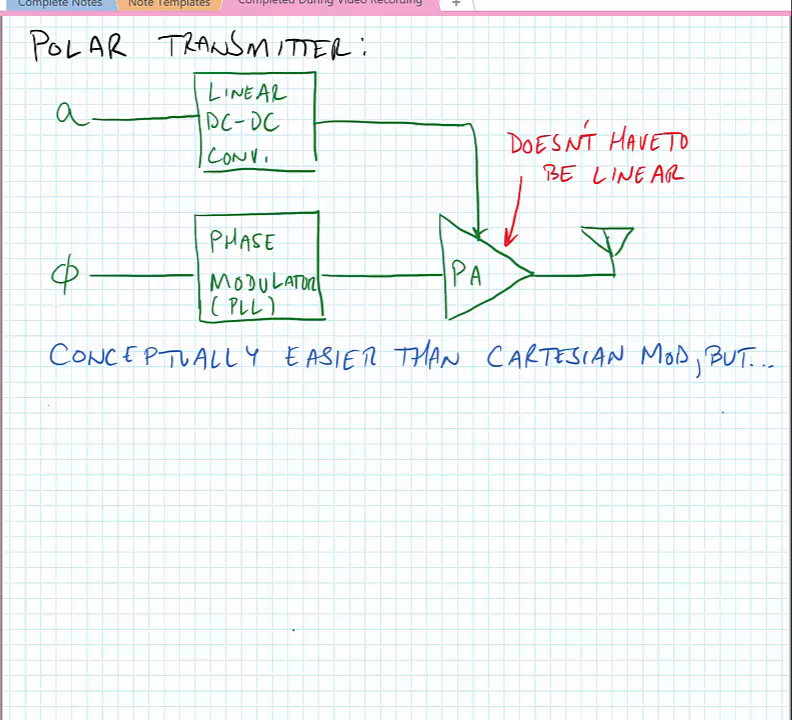 Complete Notes
Note Templates
Completed During Video Recording
+
POLAR TRANSMITTER:
a
LINEAR
DC-DC
CONV.
DOESN'T HAVE TO
BE LINEAR
ϕ
PHASE
MODULATOR
(PLL)
PA
CONCEPTUALLY EASIER THAN CARTESIAN MOD, BUT...